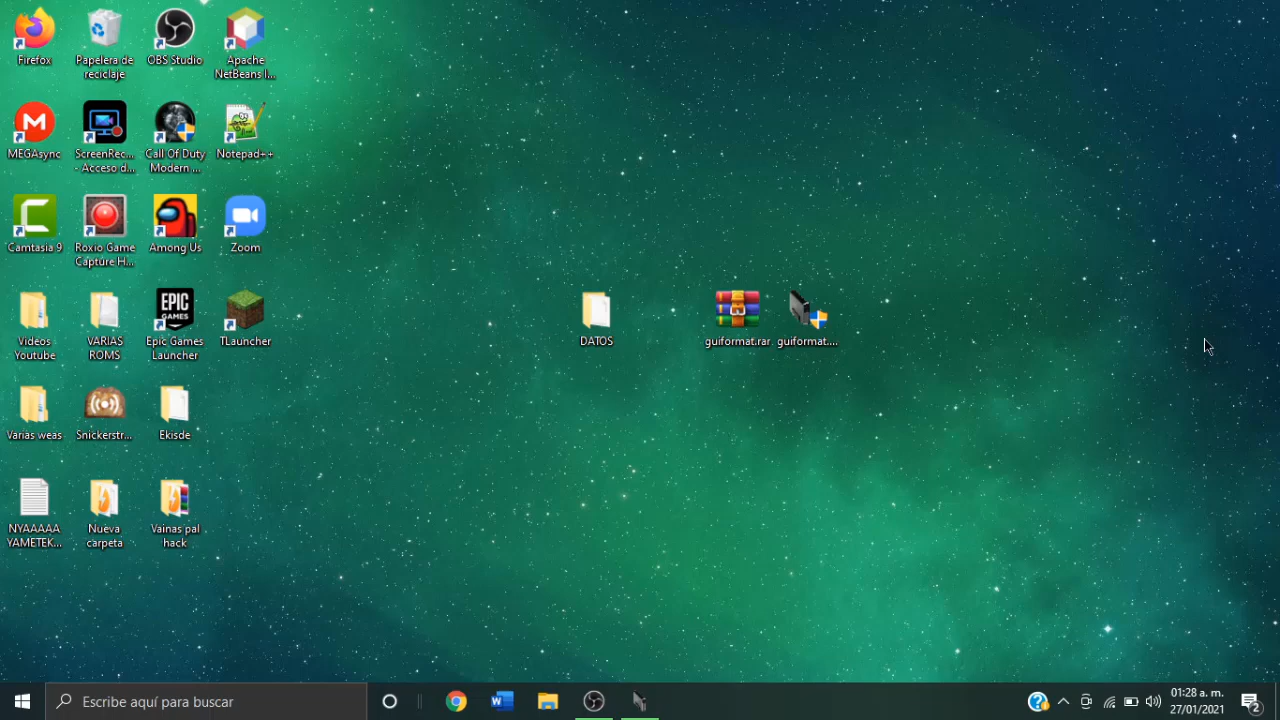 Firefox
Papelera de
reciclaje
OBS Studio
Apache
NetBeans I...
MEGAsync
ScreenRec...
- Acceso d...
Call Of Duty
Modern ...
Notepad++
Camtasia 9
Roxio Game
Capture H...
Among Us
Zoom
Videos
Youtube
VARIAS
ROMS
EPIC
GAMES
Epic Games
Launcher
TLauncher
DATOS
guiformat.rar
guiformat....
Varias weas
Snickerstr...
Ekisde
NYAAAAA
YAMETEK...
Nueva
carpeta
Vainas pal
hack
Escribe aquí para buscar
01:28 a. m.
27/01/2021
2